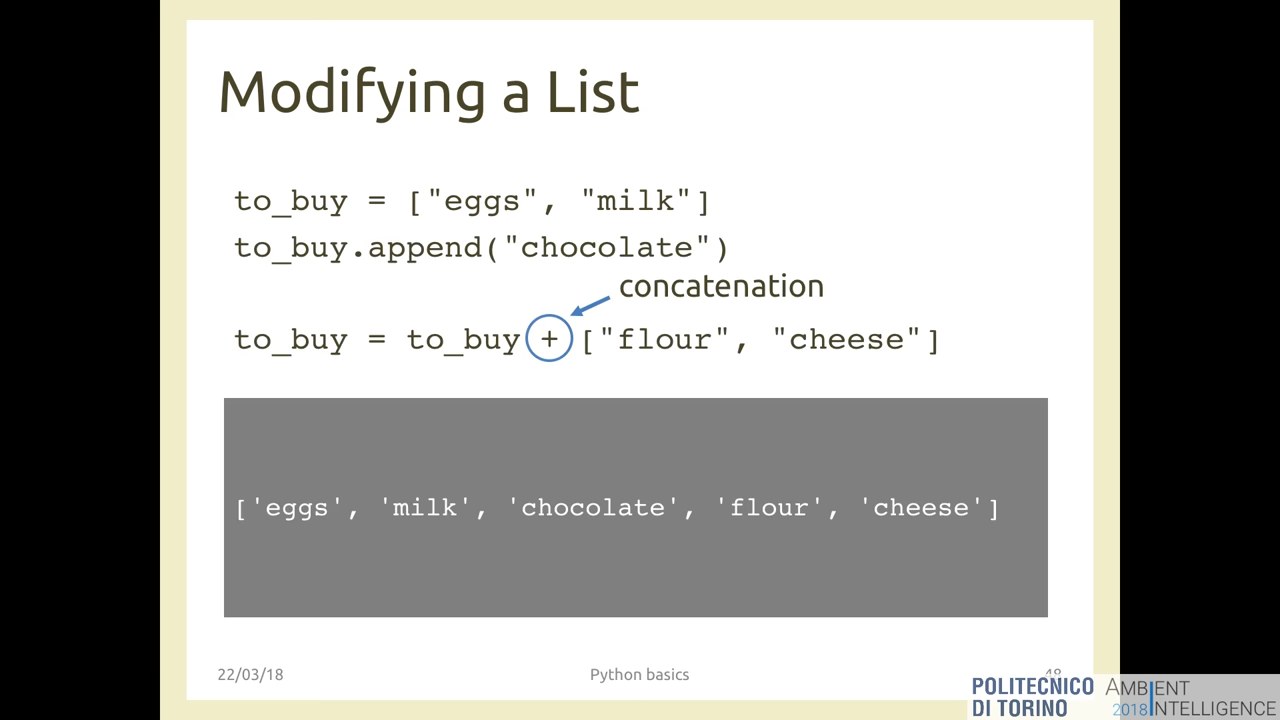 Modifying a List
to_buy = ["eggs", "milk"]
to_buy.append("chocolate")
concatenation
to_buy = to_buy + ["flour", "cheese"]
['eggs', 'milk', 'chocolate', 'flour', 'cheese']
22/03/18
Python basics
48
POLITECNICO
DI TORINO
AMBIENT
2018 INTELLIGENCE